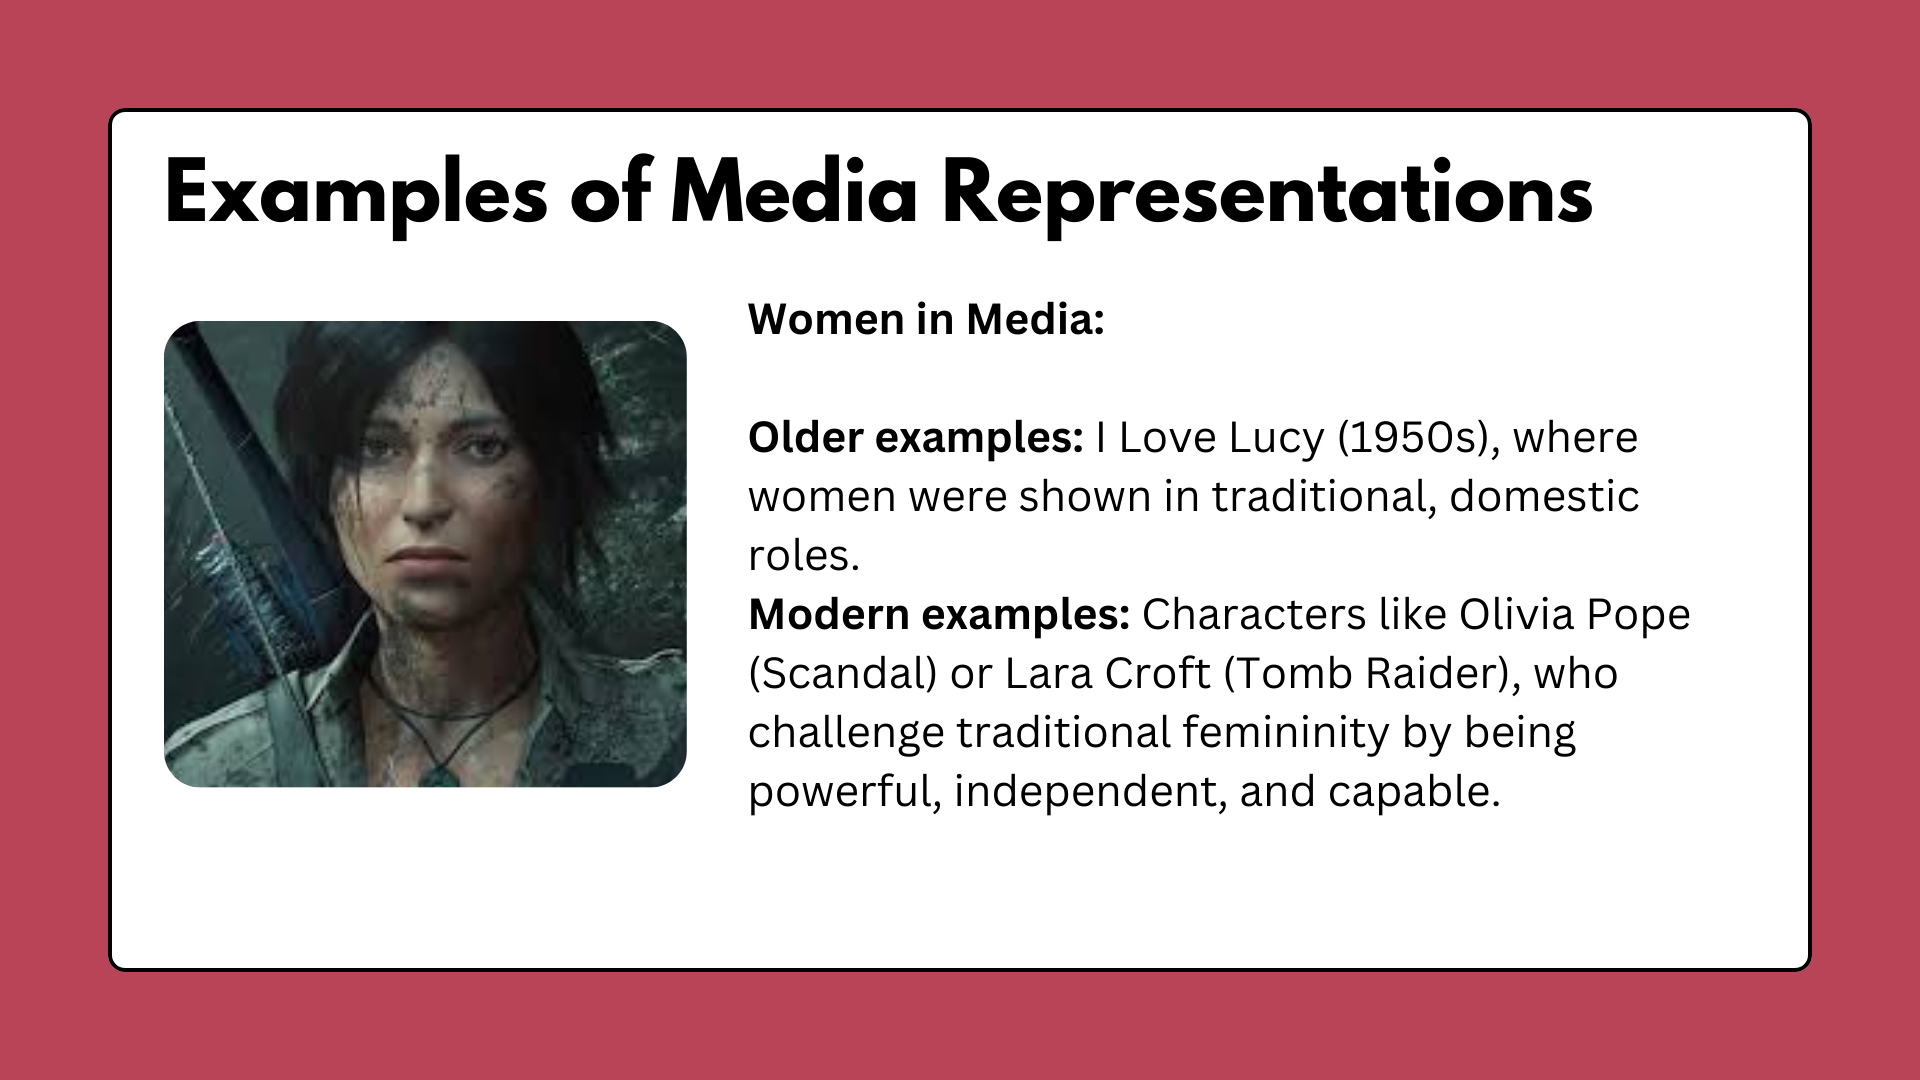 Examples of Media Representations
Women in Media:
Older examples: I Love Lucy (1950s), where
women were shown in traditional, domestic
roles.
Modern examples: Characters like Olivia Pope
(Scandal) or Lara Croft (Tomb Raider), who
challenge traditional femininity by being
powerful, independent, and capable.